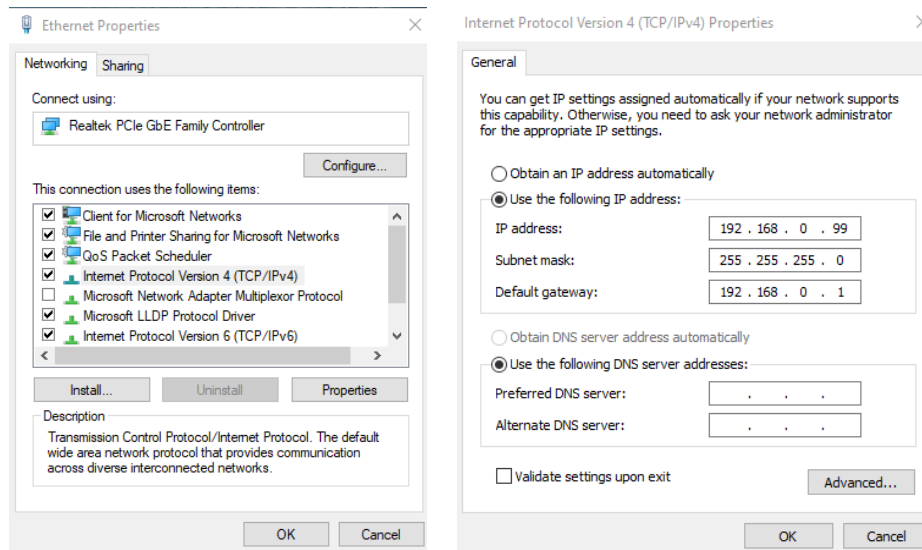 Ethernet Properties
Networking
Sharing
Connect using:
Realtek PCIe GbE Family Controller
Configure...
This connection uses the following items:
Client for Microsoft Networks
File and Printer Sharing for Microsoft Networks
QoS Packet Scheduler
Internet Protocol Version 4 (TCP/IPv4)
Microsoft Network Adapter Multiplexor Protocol
Microsoft LLDP Protocol Driver
Internet Protocol Version 6 (TCP/IPv6)
Install...
Uninstall
Properties
Description
Transmission Control Protocol/Internet Protocol. The default
wide area network protocol that provides communication
across diverse interconnected networks.
OK
Cancel
Internet Protocol Version 4 (TCP/IPv4) Properties
General
You can get IP settings assigned automatically if your network supports
this capability. Otherwise, you need to ask your network administrator
for the appropriate IP settings.
Obtain an IP address automatically
Use the following IP address:
IP address: 192 . 168 . 0 . 99
Subnet mask: 255 . 255 . 255 . 0
Default gateway: 192 . 168 . 0 . 1
Obtain DNS server address automatically
Use the following DNS server addresses:
Preferred DNS server: . . .
Alternate DNS server: . . .
Validate settings upon exit
Advanced...
OK
Cancel